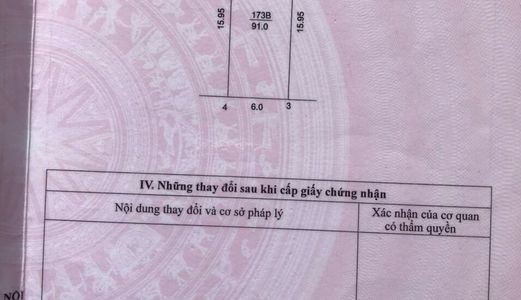 173B
15.95 91.0 15.95
4 6.0 3
IV. Những thay đổi sau khi cấp giấy chứng nhận
Nội dung thay đổi và cơ sở pháp lý
Xác nhận của cơ quan
có thẩm quyền
NỘI